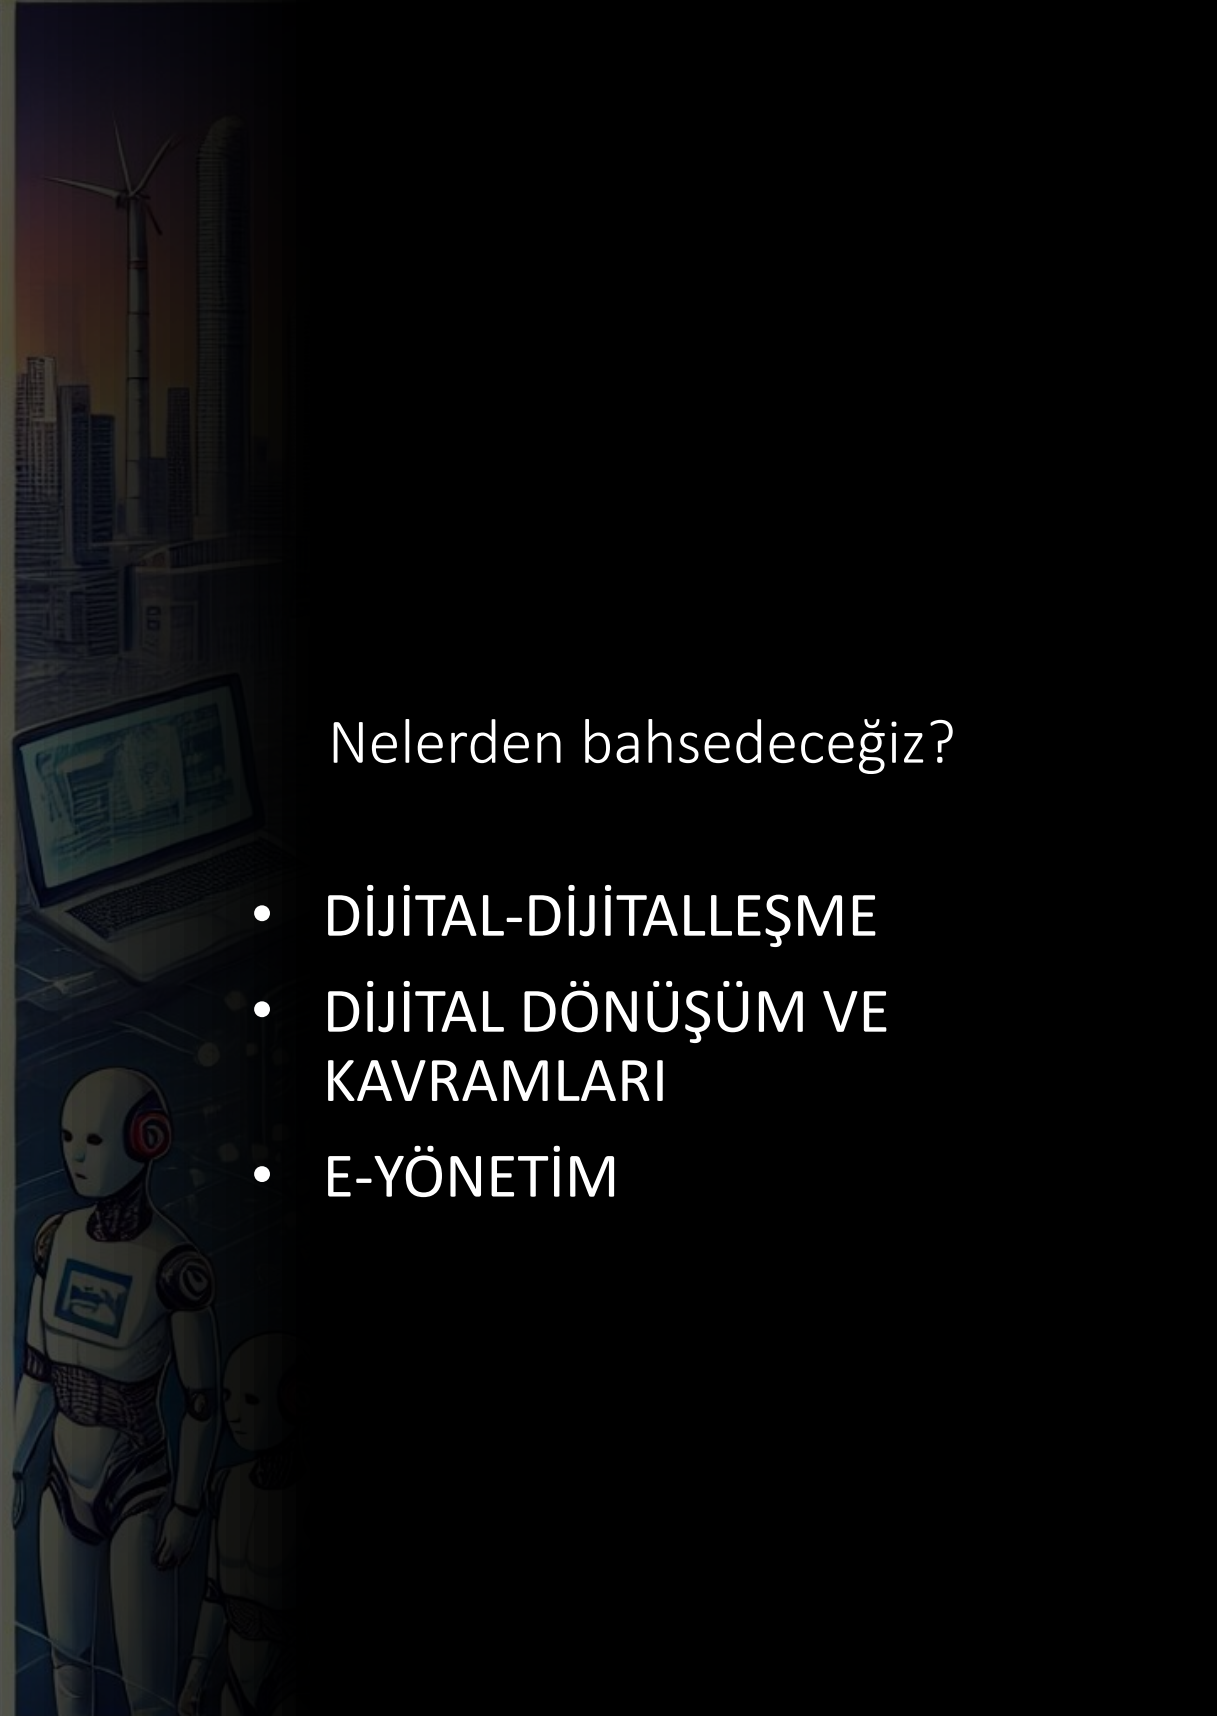 Nelerden bahsedeceğiz?
• DİJİTAL-DİJİTALLEŞME
• DİJİTAL DÖNÜŞÜM VE
KAVRAMLARI
• E-YÖNETİM